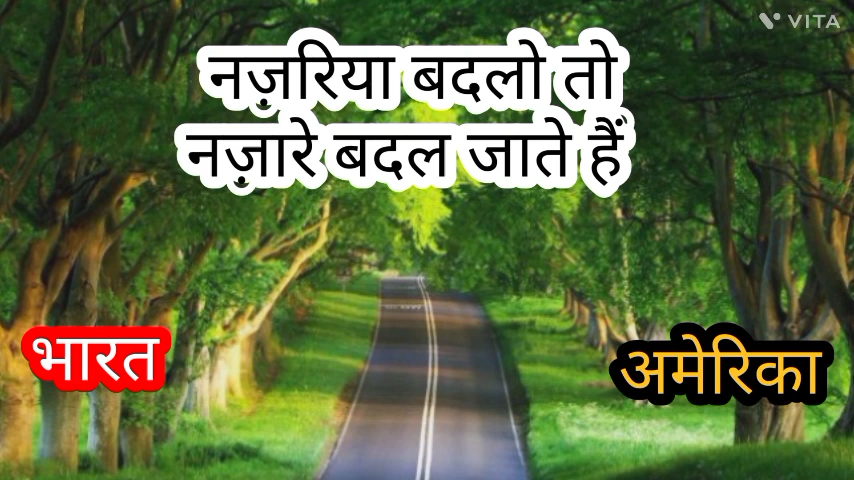 VITA
नज़रिया बदलो तो
नज़ारे बदल जाते हैं
भारत
अमेरिका